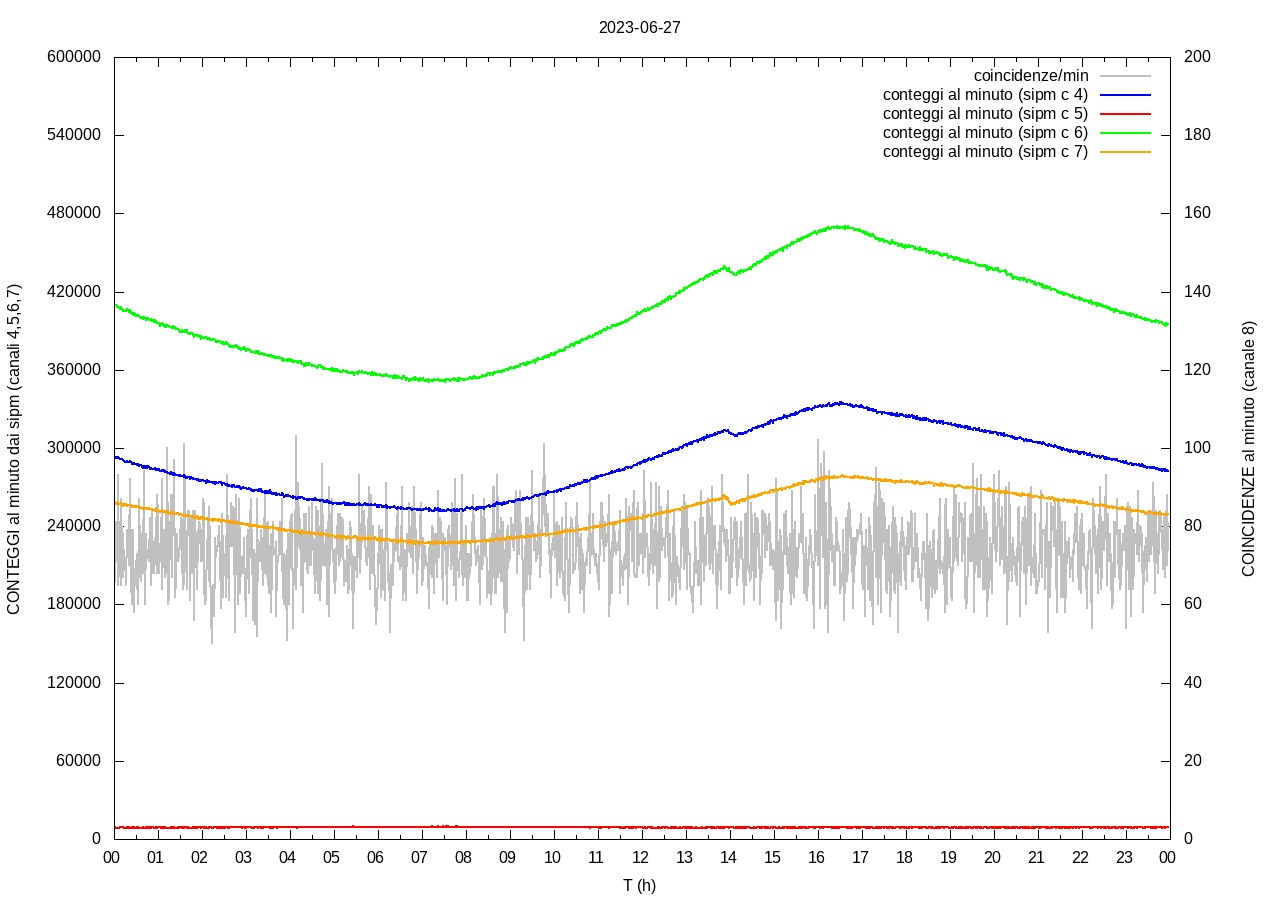 2023-06-27
coincidenze/min
conteggi al minuto (sipm c 4)
conteggi al minuto (sipm c 5)
conteggi al minuto (sipm c 6)
conteggi al minuto (sipm c 7)
CONTEGGI al minuto dai sipm (canali 4,5,6,7)
600000
540000
480000
420000
360000
300000
240000
180000
120000
60000
0
200
180
160
140
120
100
80
60
40
20
0
COINCIDENZE al minuto (canale 8)
00 01 02 03 04 05 06 07 08 09 10 11 12 13 14 15 16 17 18 19 20 21 22 23 00
T (h)